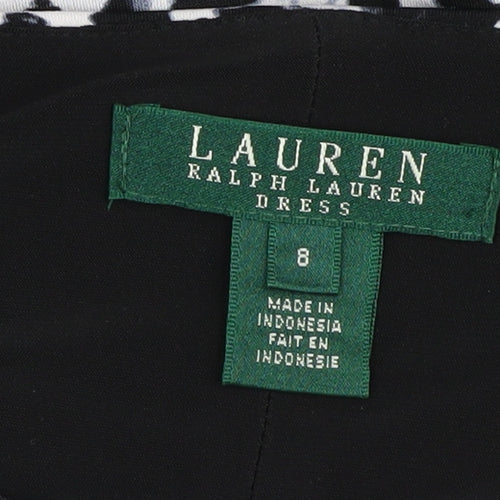 LAUREN
RALPH LAUREN
DRESS
8
MADE IN
INDONESIA
FAIT EN
INDONESIE